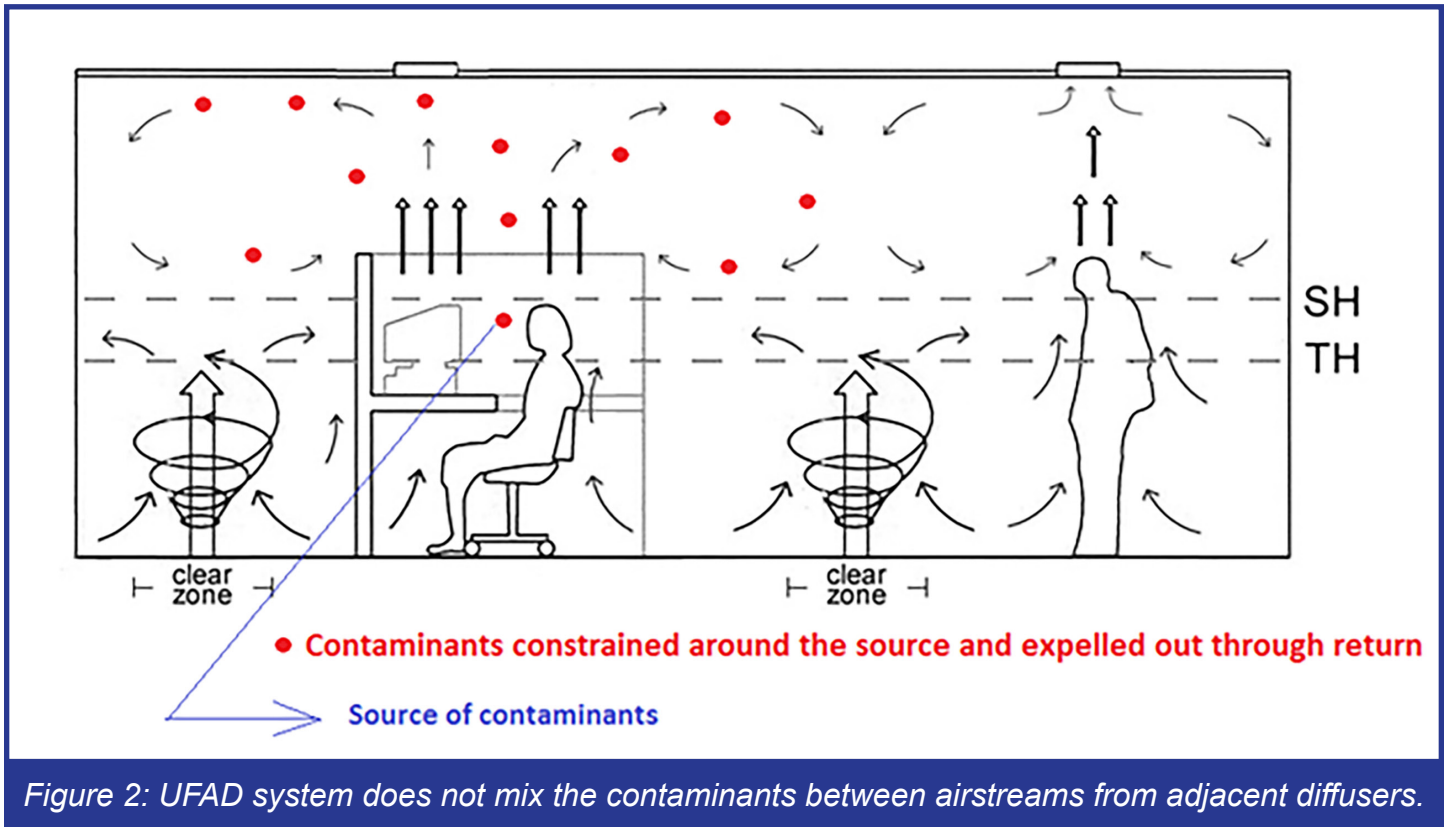 SH
TH
clear
zone
clear
zone
Contaminants constrained around the source and expelled out through return
Source of contaminants
Figure 2: UFAD system does not mix the contaminants between airstreams from adjacent diffusers.